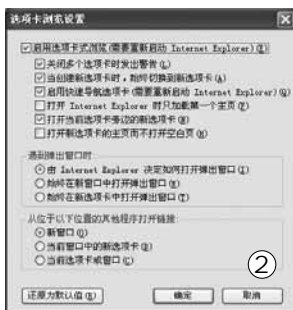 选项卡浏览设置
启用选项卡式浏览(需要重新启动 Internet Explorer)(E)
关闭多个选项卡时发出警告(L)
当创建新选项卡时，始终切换到新选项卡(A)
启用快速导航选项卡(需要重新启动 Internet Explorer)(Q)
打开 Internet Explorer 时只加载第一个主页(F)
打开当前选项卡旁边的新选项卡(N)
打开新选项卡的主页而不打开空白页(H)
遇到弹出窗口时:
由 Internet Explorer 决定如何打开弹出窗口(I)
始终在新窗口中打开弹出窗口(W)
始终在新选项卡中打开弹出窗口(T)
从位于以下位置的其他程序打开链接:
新窗口(O)
当前窗口中的新选项卡(B)
当前选项卡或窗口(C)
②
还原为默认值(R) 确定 取消